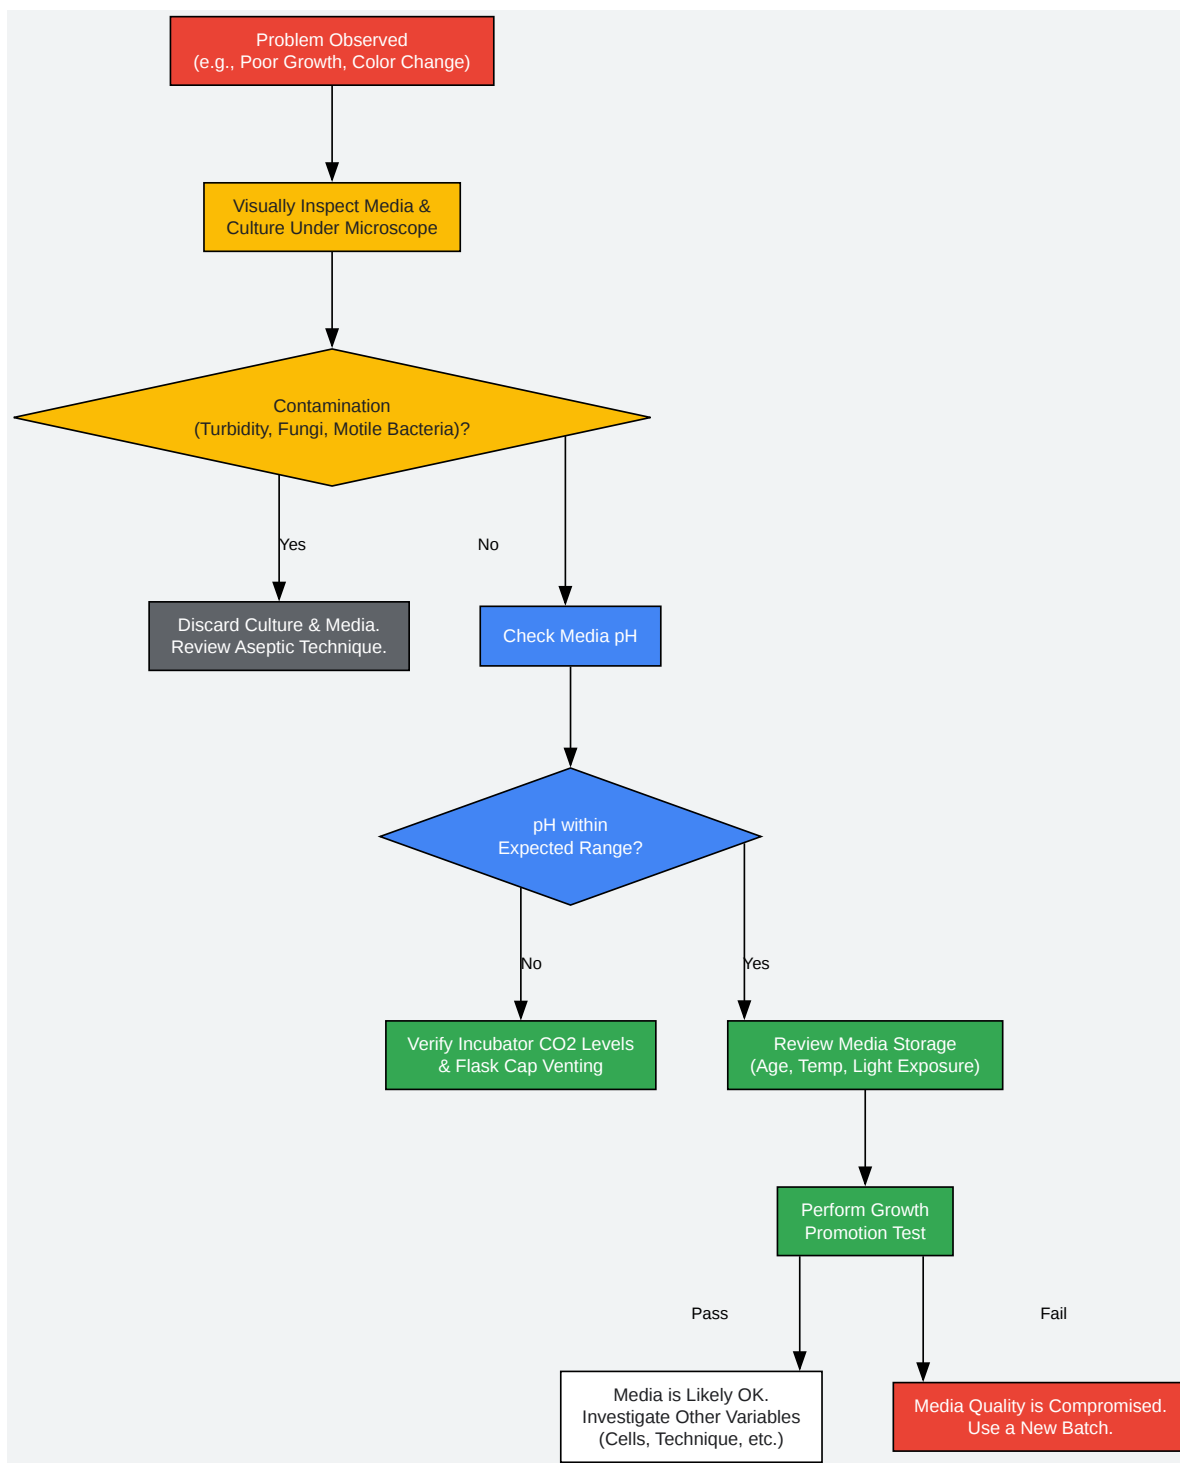 Problem Observed
(e.g., Poor Growth, Color Change)
Visually Inspect Media &
Culture Under Microscope
Contamination
(Turbidity, Fungi, Motile Bacteria)?
Yes
No
Discard Culture & Media.
Review Aseptic Technique.
Check Media pH
pH within
Expected Range?
No
Yes
Verify Incubator CO2 Levels
& Flask Cap Venting
Review Media Storage
(Age, Temp, Light Exposure)
Perform Growth
Promotion Test
Pass
Fail
Media is Likely OK.
Investigate Other Variables
(Cells, Technique, etc.)
Media Quality is Compromised.
Use a New Batch.